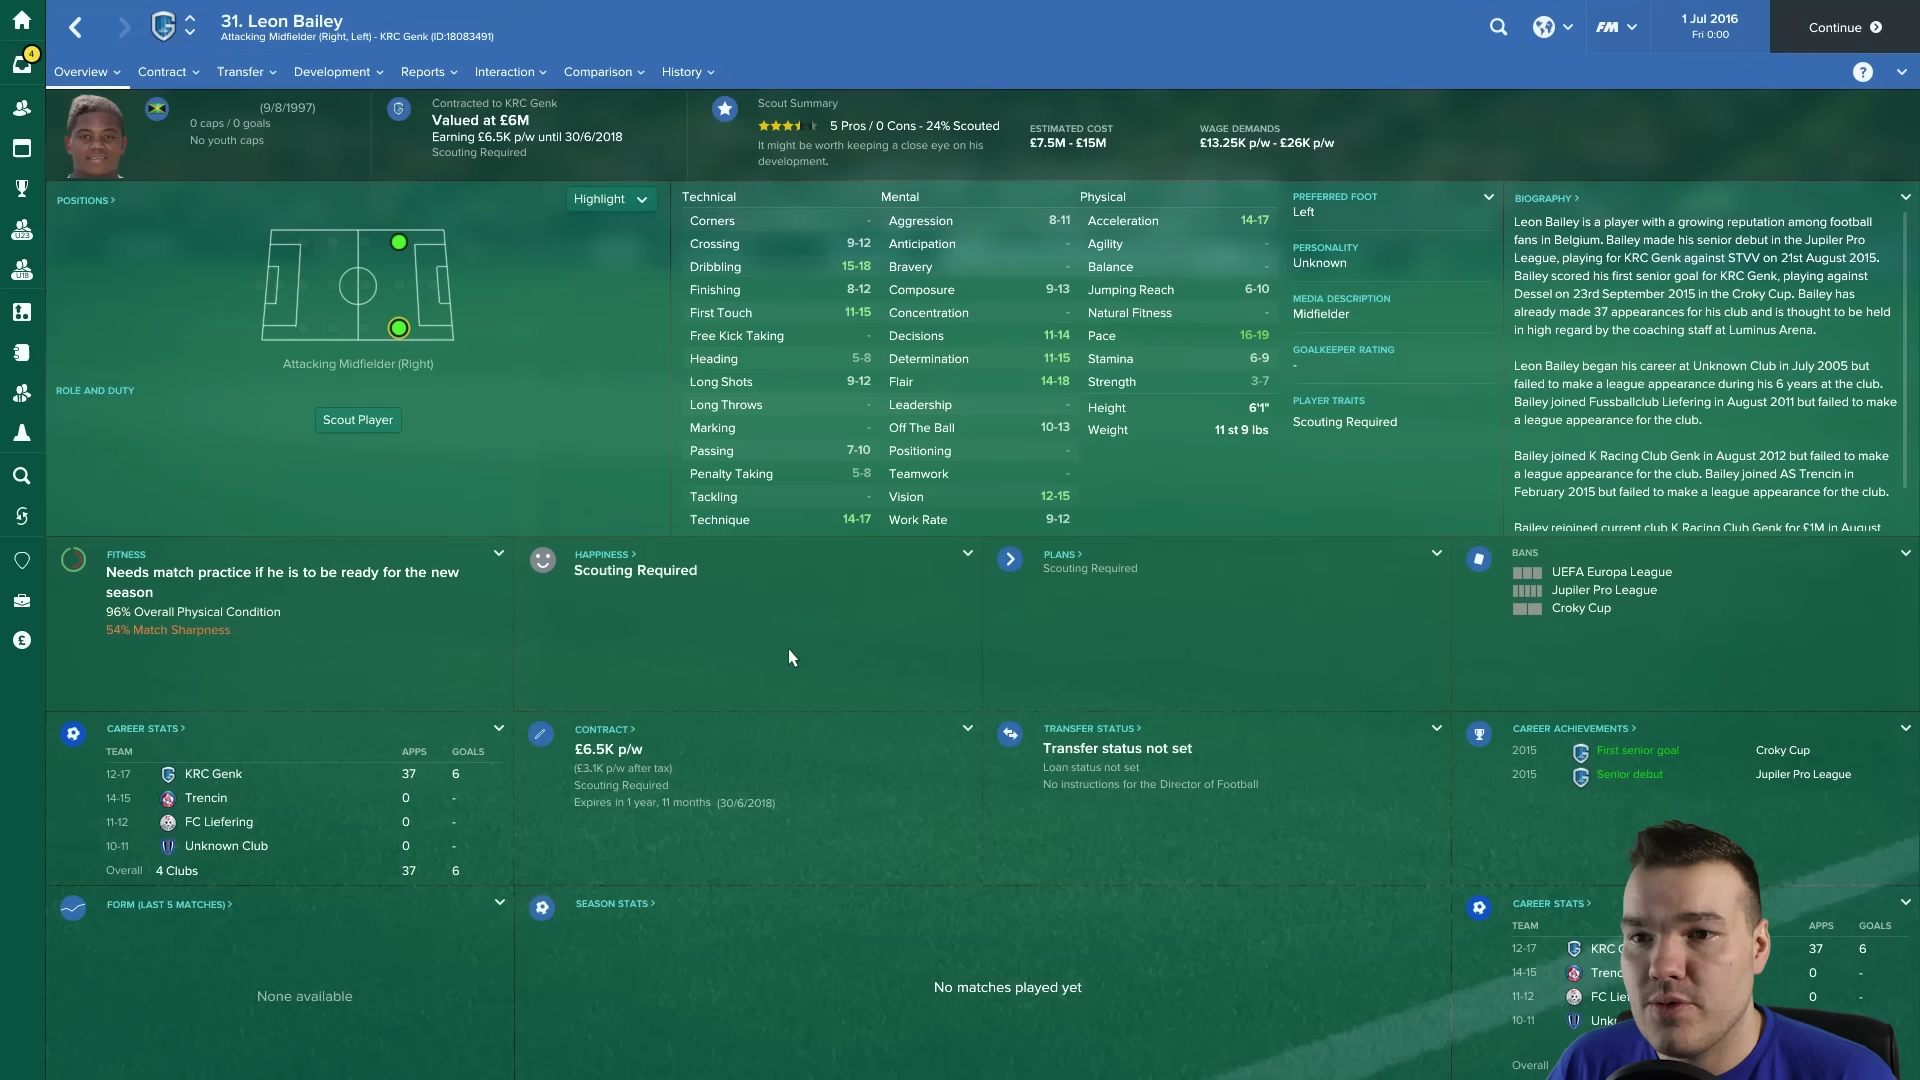 31. Leon Bailey
Attacking Midfielder (Right, Left) - KRC Genk (ID:18083491)
FM
1 Jul 2016
Fri 0:00
Continue
4
Overview
Contract
Transfer
Development
Reports
Interaction
Comparison
History
?
(9/8/1997)
0 caps / 0 goals
No youth caps
Contracted to KRC Genk
Valued at £6M
Earning £6.5K p/w until 30/6/2018
Scouting Required
Scout Summary
5 Pros / 0 Cons - 24% Scouted
It might be worth keeping a close eye on his
development.
ESTIMATED COST
£7.5M - £15M
WAGE DEMANDS
£13.25K p/w - £26K p/w
U23
U18
£
POSITIONS >
Highlight
Attacking Midfielder (Right)
ROLE AND DUTY
Scout Player
Technical
Corners -
Crossing 9-12
Dribbling 15-18
Finishing 8-12
First Touch 11-15
Free Kick Taking -
Heading 5-8
Long Shots 9-12
Long Throws -
Marking -
Passing 7-10
Penalty Taking 5-8
Tackling -
Technique 14-17
Mental
Aggression 8-11
Anticipation -
Bravery -
Composure 9-13
Concentration -
Decisions 11-14
Determination 11-15
Flair 14-18
Leadership -
Off The Ball 10-13
Positioning -
Teamwork -
Vision 12-15
Work Rate 9-12
Physical
Acceleration 14-17
Agility -
Balance -
Jumping Reach 6-10
Natural Fitness -
Pace 16-19
Stamina 6-9
Strength 3-7
Height 6'1"
Weight 11 st 9 lbs
PREFERRED FOOT
Left
PERSONALITY
Unknown
MEDIA DESCRIPTION
Midfielder
GOALKEEPER RATING
-
PLAYER TRAITS
Scouting Required
BIOGRAPHY >
Leon Bailey is a player with a growing reputation among football
fans in Belgium. Bailey made his senior debut in the Jupiler Pro
League, playing for KRC Genk against STVV on 21st August 2015.
Bailey scored his first senior goal for KRC Genk, playing against
Dessel on 23rd September 2015 in the Croky Cup. Bailey has
already made 37 appearances for his club and is thought to be held
in high regard by the coaching staff at Luminus Arena.
Leon Bailey began his career at Unknown Club in July 2005 but
failed to make a league appearance during his 6 years at the club.
Bailey joined Fussballclub Liefering in August 2011 but failed to make
a league appearance for the club.
Bailey joined K Racing Club Genk in August 2012 but failed to make
a league appearance for the club. Bailey joined AS Trencin in
February 2015 but failed to make a league appearance for the club.
Bailey rejoined current club K Racing Club Genk for £1M in August
FITNESS
Needs match practice if he is to be ready for the new
season
96% Overall Physical Condition
54% Match Sharpness
HAPPINESS >
Scouting Required
PLANS >
Scouting Required
BANS
UEFA Europa League
Jupiler Pro League
Croky Cup
CAREER STATS >
TEAM APPS GOALS
12-17 KRC Genk 37 6
14-15 Trencin 0 -
11-12 FC Liefering 0 -
10-11 Unknown Club 0 -
Overall 4 Clubs 37 6
CONTRACT >
£6.5K p/w
(£3.1K p/w after tax)
Scouting Required
Expires in 1 year, 11 months (30/6/2018)
TRANSFER STATUS >
Transfer status not set
Loan status not set
No instructions for the Director of Football
CAREER ACHIEVEMENTS >
2015 First senior goal Croky Cup
2015 Senior debut Jupiler Pro League
FORM (LAST 5 MATCHES) >
None available
SEASON STATS >
No matches played yet
CAREER STATS >
TEAM APPS GOALS
12-17 KRC 37 6
14-15 Trenc 0 -
11-12 FC Lie 0 -
10-11 Unk
Overall